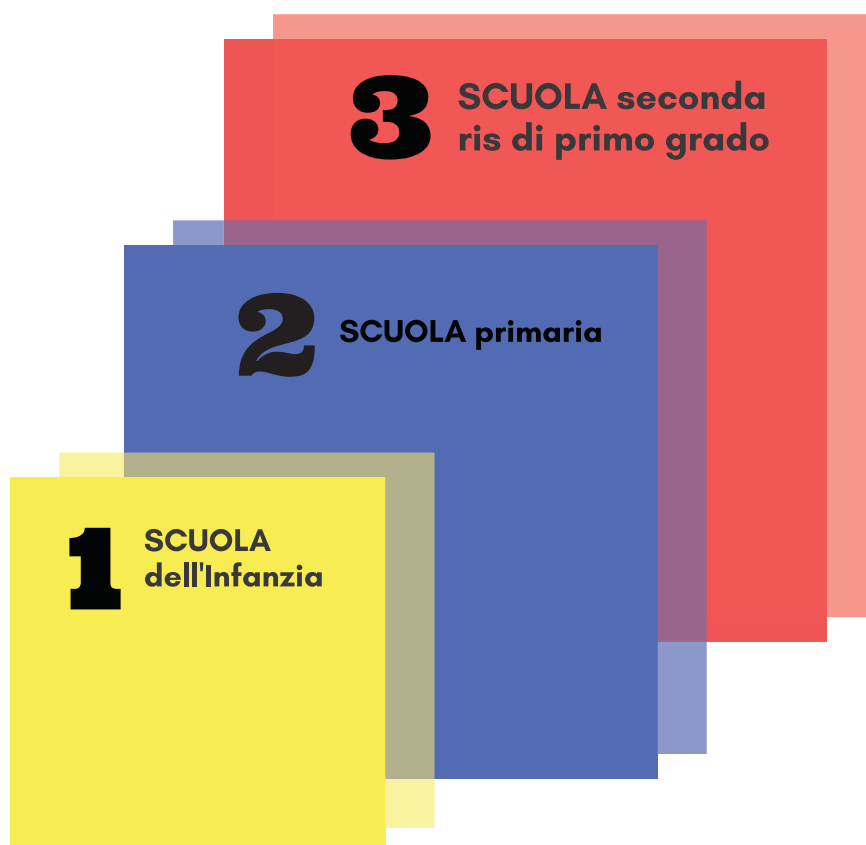 3 SCUOLA seconda
ris di primo grado
2 SCUOLA primaria
1 SCUOLA
dell'Infanzia